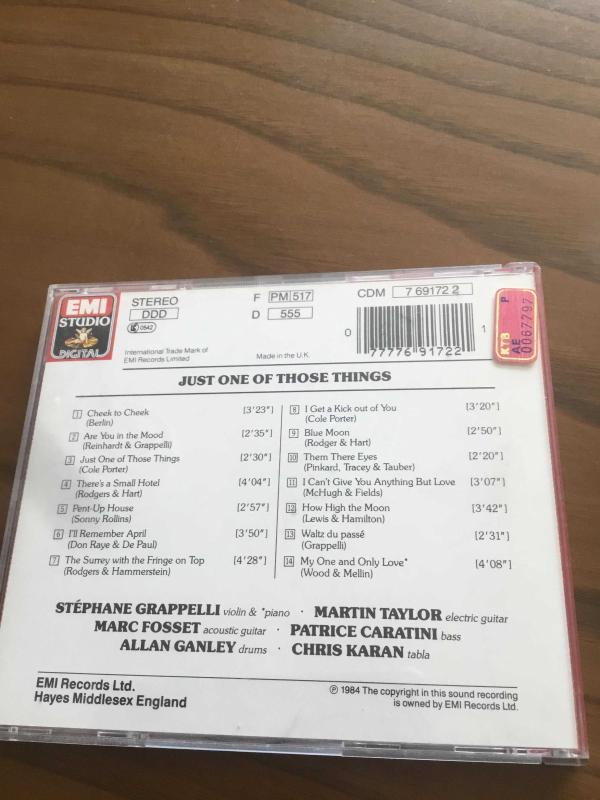 EMI
STUDIO
DIGITAL
STEREO
DDD
0542
International Trade Mark of
EMI Records Limited
Made in the U.K.
F PM 517
D 555
CDM 7 69172 2
0 77776"91722 1
P
KTB
AE
0067797
JUST ONE OF THOSE THINGS
1 Cheek to Cheek [3'23"]
(Berlin)
2 Are You in the Mood [2'35"]
(Reinhardt & Grappelli)
3 Just One of Those Things [2'30"]
(Cole Porter)
4 There's a Small Hotel [4'04"]
(Rodgers & Hart)
5 Pent-Up House [2'57"]
(Sonny Rollins)
6 I'll Remember April [3'50"]
(Don Raye & De Paul)
7 The Surrey with the Fringe on Top [4'28"]
(Rodgers & Hammerstein)
8 I Get a Kick out of You [3'20"]
(Cole Porter)
9 Blue Moon [2'50"]
(Rodger & Hart)
10 Them There Eyes [2'20"]
(Pinkard, Tracey & Tauber)
11 I Can't Give You Anything But Love [3'07"]
(McHugh & Fields)
12 How High the Moon [3'42"]
(Lewis & Hamilton)
13 Waltz du passé [2'31"]
(Grappelli)
14 My One and Only Love* [4'08"]
(Wood & Mellin)
STÉPHANE GRAPPELLI violin & *piano · MARTIN TAYLOR electric guitar
MARC FOSSET acoustic guitar · PATRICE CARATINI bass
ALLAN GANLEY drums · CHRIS KARAN tabla
EMI Records Ltd.
Hayes Middlesex England
℗ 1984 The copyright in this sound recording
is owned by EMI Records Ltd.